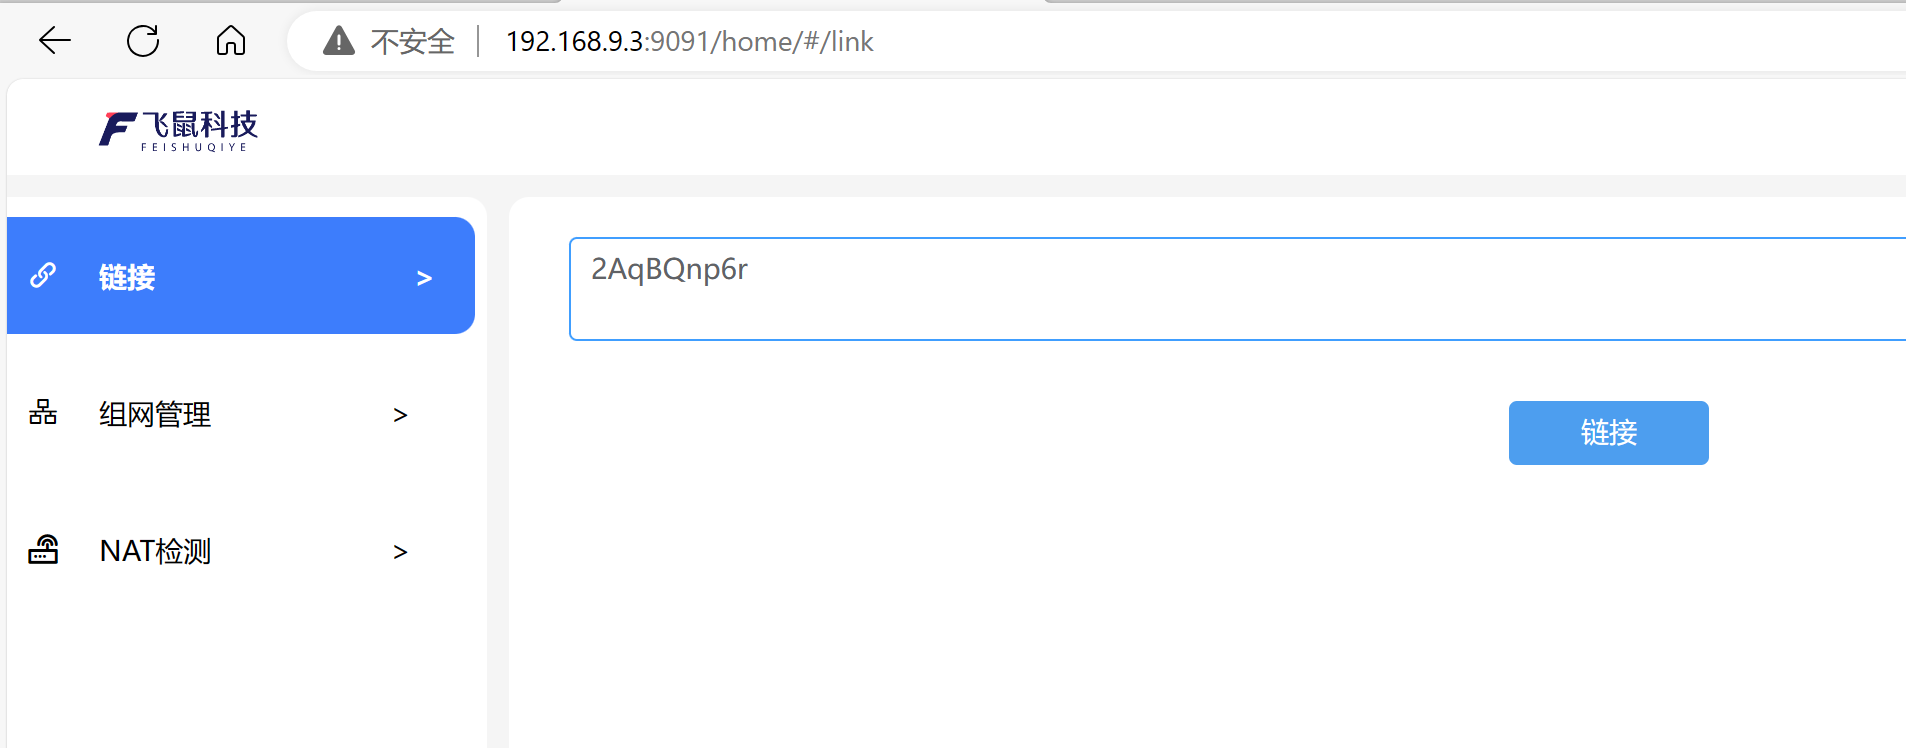 不安全 192.168.9.3:9091/home/#/link
飞鼠科技
FEISHUQIYE
链接 >
2AqBQnp6r
组网管理 >
链接
NAT检测 >